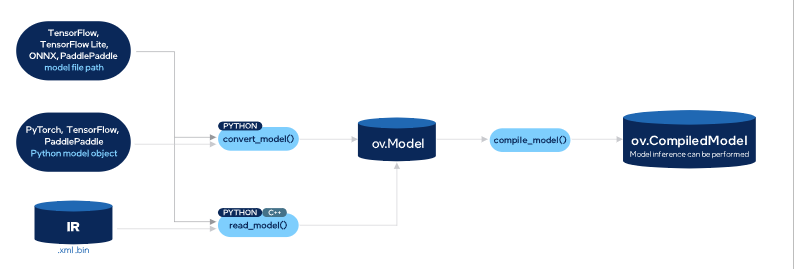 TensorFlow,
TensorFlow Lite,
ONNX, PaddlePaddle
model file path
PyTorch, TensorFlow,
PaddlePaddle
Python model object
IR
.xml .bin
PYTHON
convert_model()
PYTHON C++
read_model()
ov.Model
compile_model()
ov.CompiledModel
Model inference can be performed